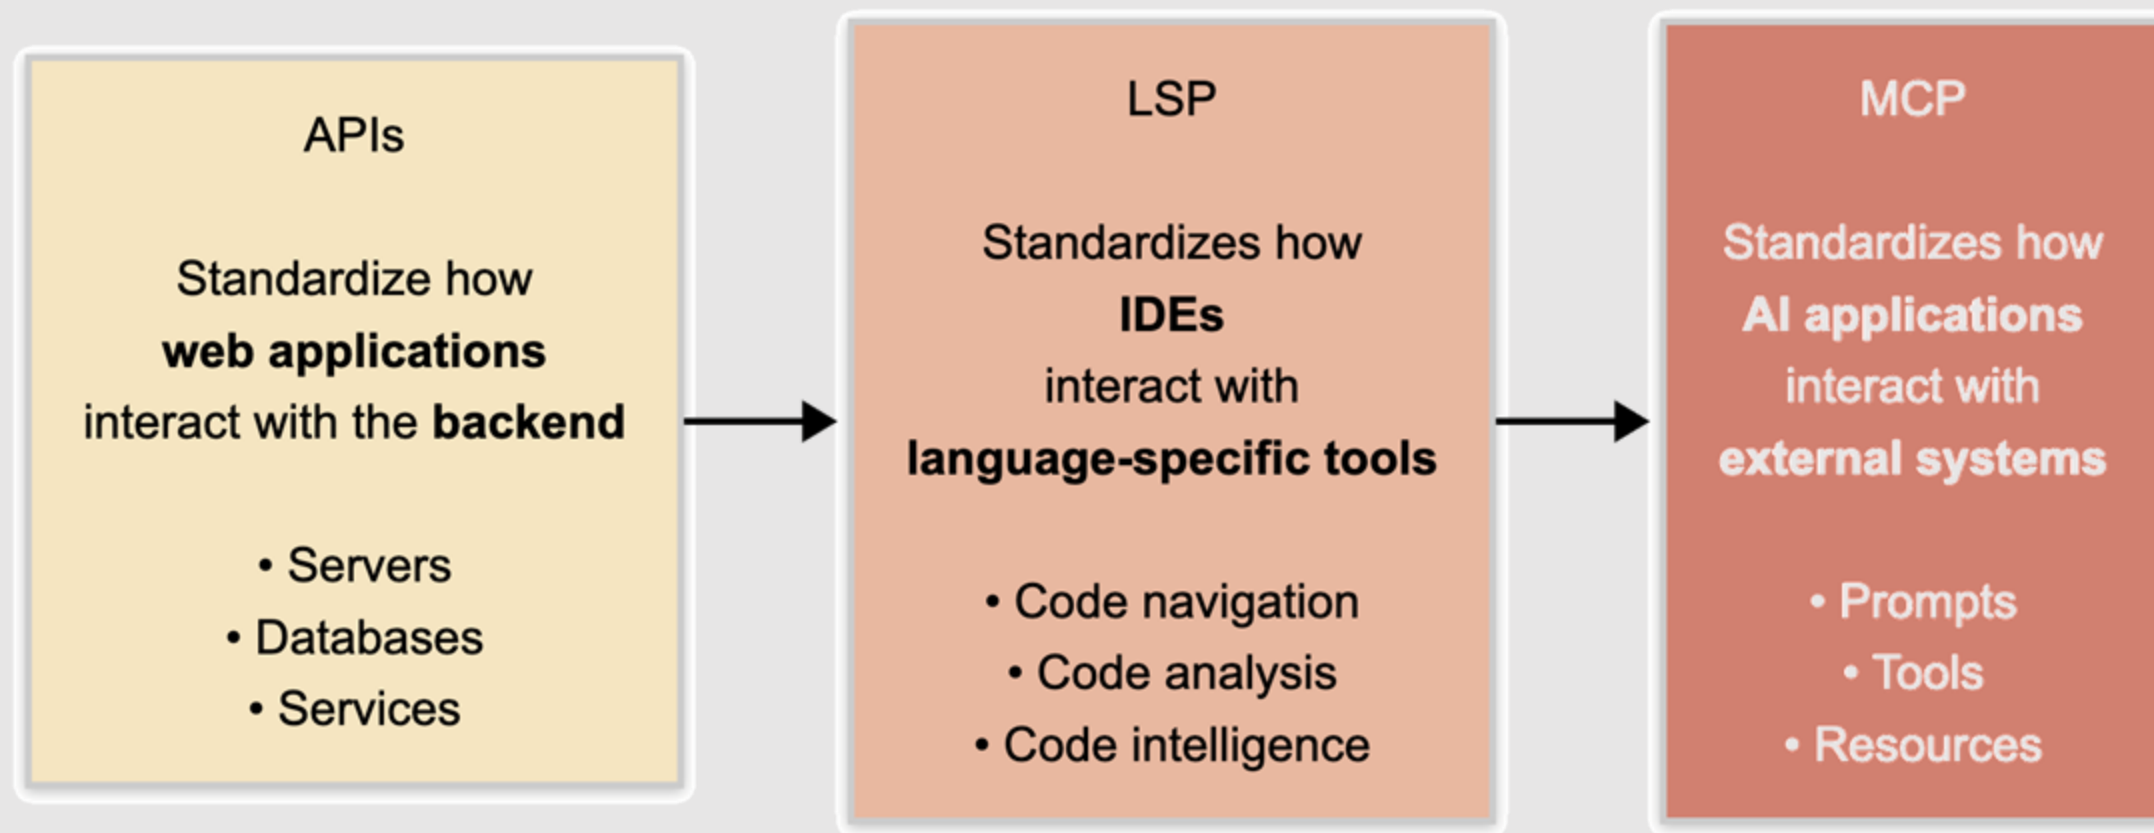 APIs
Standardize how
web applications
interact with the backend
• Servers
• Databases
• Services
LSP
Standardizes how
IDEs
interact with
language-specific tools
• Code navigation
• Code analysis
• Code intelligence
MCP
Standardizes how
AI applications
interact with
external systems
• Prompts
• Tools
• Resources